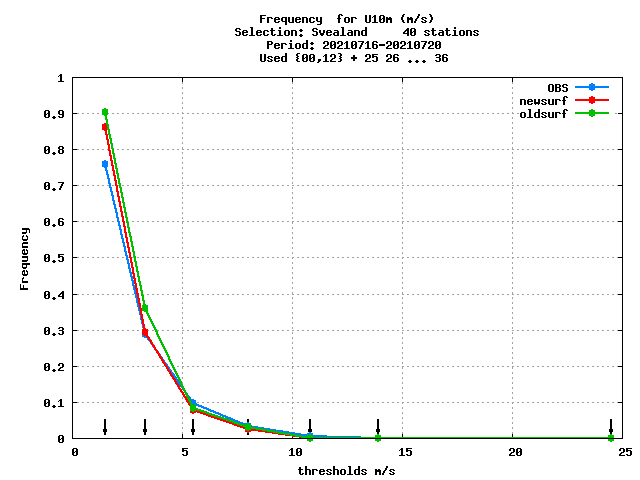 Frequency  for U10m (m/s)
Selection: Svealand     40 stations
Period: 20210716-20210720
Used {00,12} + 25 26 ... 36
OBS
newsurf
oldsurf
1
0.9
0.8
0.7
0.6
0.5
0.4
0.3
0.2
0.1
0
Frequency
0 5 10 15 20 25
thresholds m/s